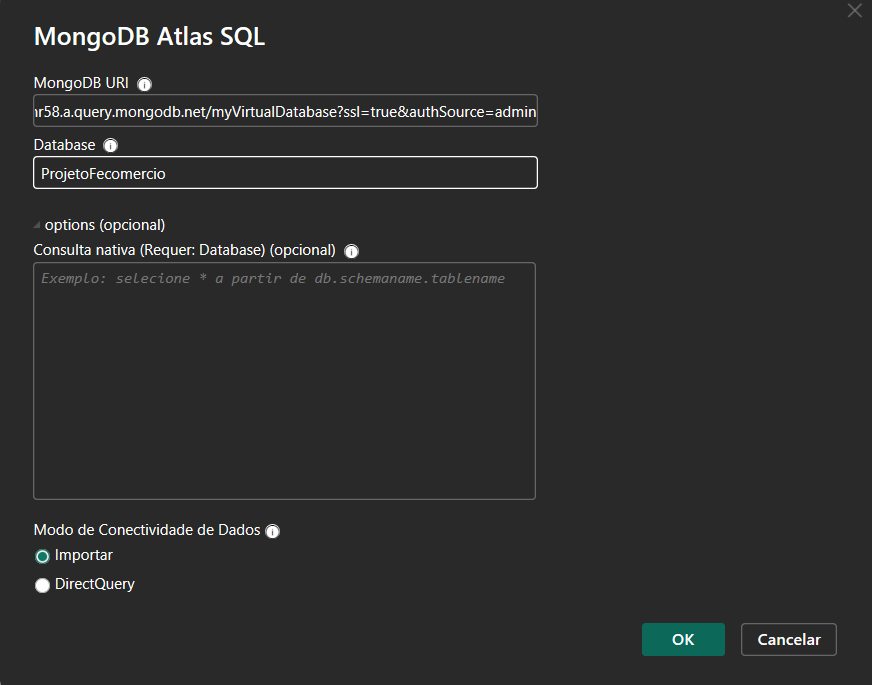 MongoDB Atlas SQL
MongoDB URI
r58.a.query.mongodb.net/myVirtualDatabase?ssl=true&authSource=admin
Database
ProjetoFecomercio
options (opcional)
Consulta nativa (Requer: Database) (opcional)
Exemplo: selecione * a partir de db.schemaname.tablename
Modo de Conectividade de Dados
Importar
DirectQuery
OK
Cancelar